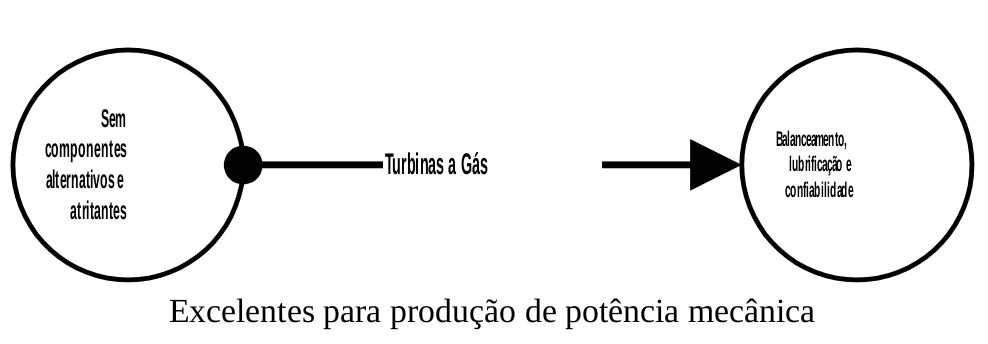 Sem
componentes
alternativos e
atritantes
Turbinas a Gás
Balanceamento,
lubrificação e
confiabilidade
Excelentes para produção de potência mecânica